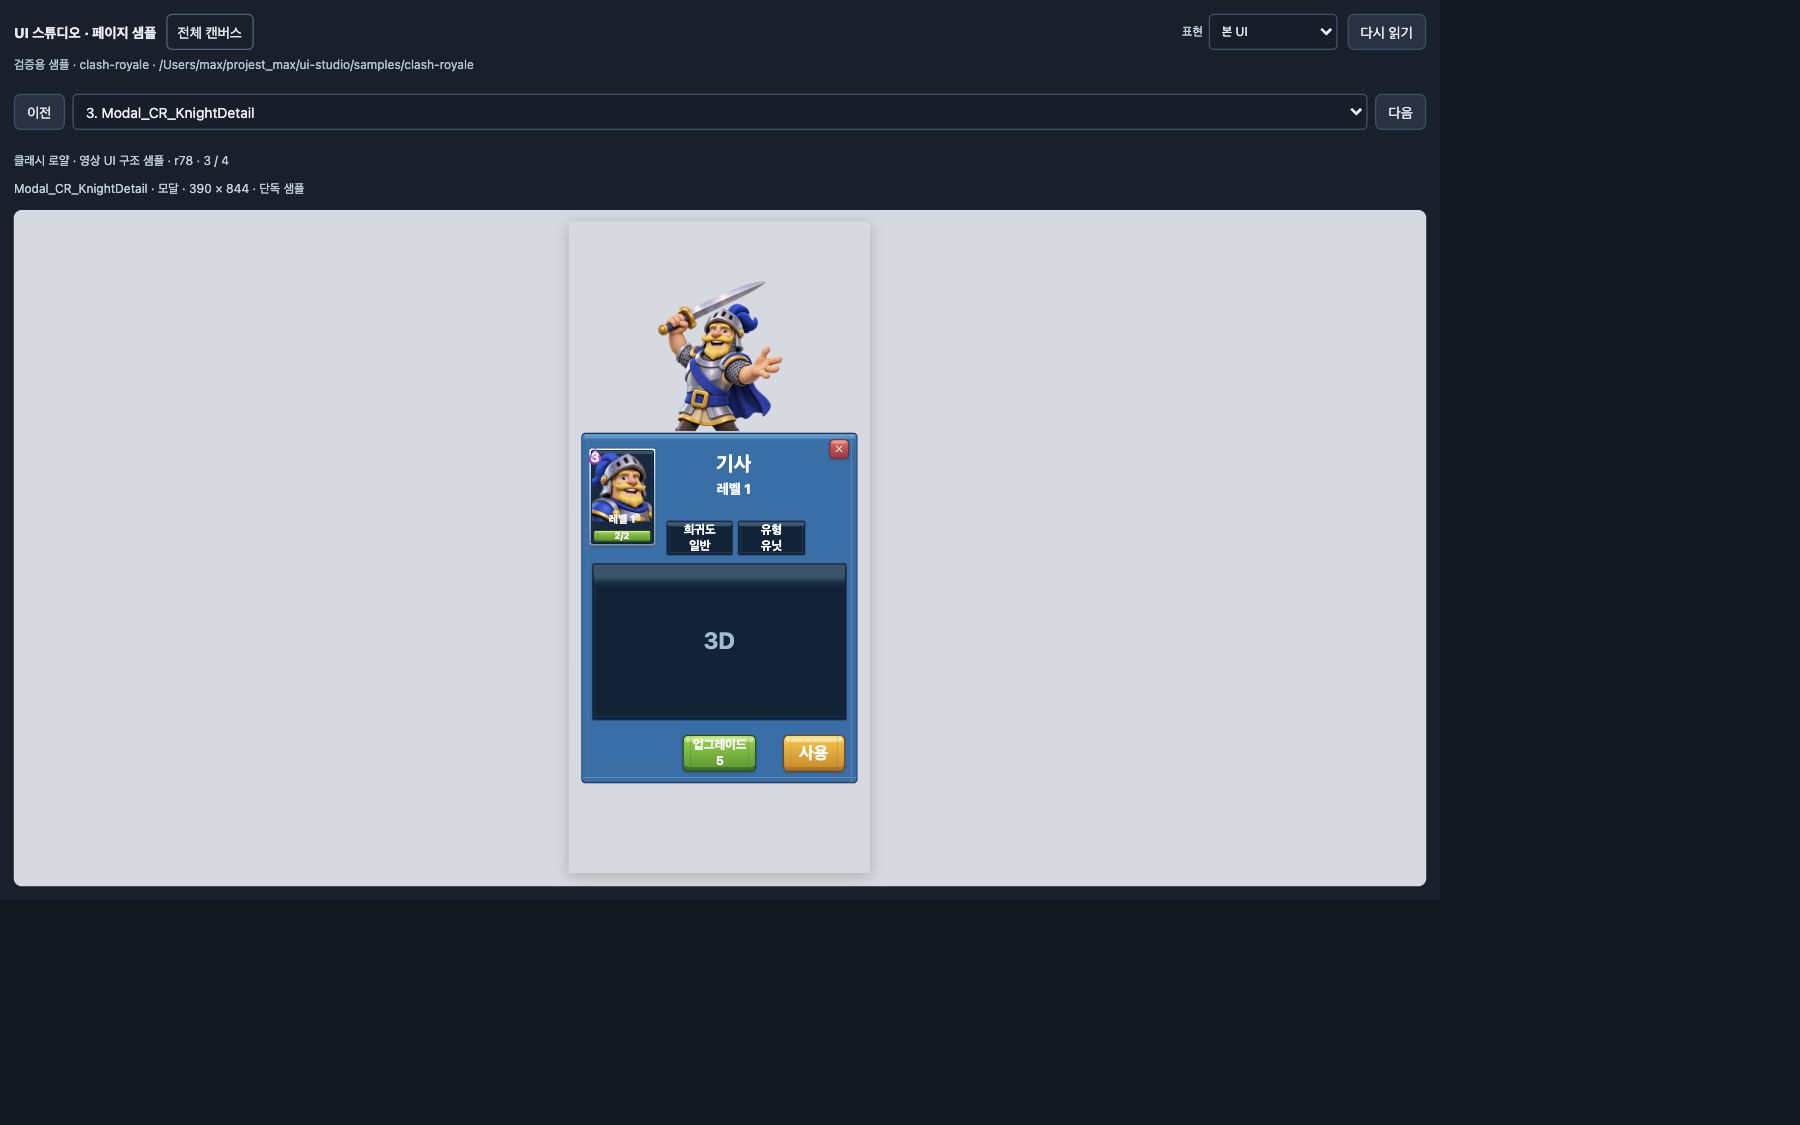 UI 스튜디오 · 페이지 샘플
전체 캔버스
표현
본 UI
다시 읽기
검증용 샘플 · clash-royale · /Users/max/projest_max/ui-studio/samples/clash-royale
이전
3. Modal_CR_KnightDetail
다음
클래시 로얄 · 영상 UI 구조 샘플 · r78 · 3 / 4
Modal_CR_KnightDetail · 모달 · 390 × 844 · 단독 샘플
3
레벨 1
2/2
기사
레벨 1
희귀도
일반
유형
유닛
3D
업그레이드
5
사용